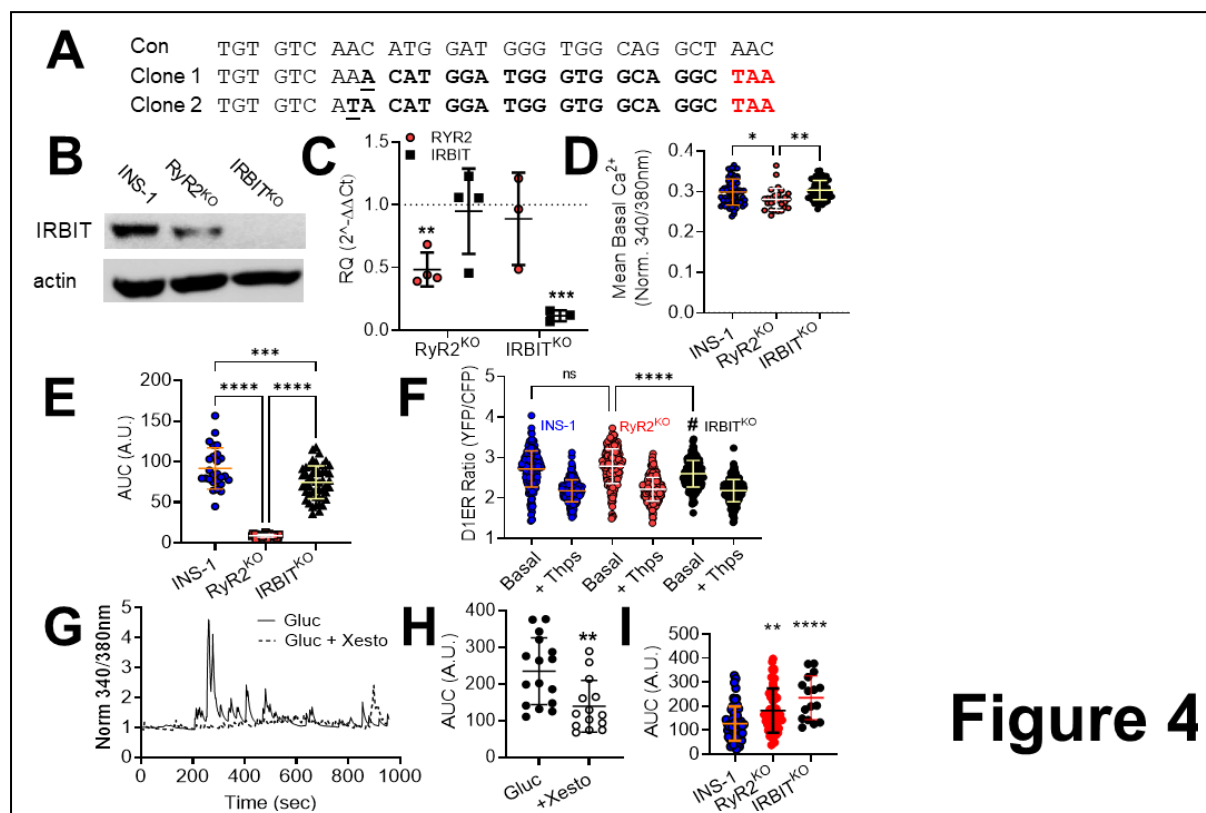 A
Con TGT GTC AAC ATG GAT GGG TGG CAG GCT AAC
Clone 1 TGT GTC AAA CAT GGA TGG GTG GCA GGC TAA
Clone 2 TGT GTC ATA CAT GGA TGG GTG GCA GGC TAA
B
INS-1 RyR2KO IRBITKO
IRBIT
actin
C
RYR2
IRBIT
RQ (2^-ΔΔCt)
1.5
1.0
0.5
0.0
**
***
RyR2KO IRBITKO
D
Mean Basal Ca2+
(Norm. 340/380nm)
0.4
0.3
0.2
0.1
0.0
* **
INS-1 RyR2KO IRBITKO
E
AUC (A.U.)
200
150
100
50
0
***
**** ****
INS-1 RyR2KO IRBITKO
F
D1ER Ratio (YFP/CFP)
5
4
3
2
1
ns ****
INS-1 RyR2KO # IRBITKO
Basal + Thps Basal + Thps Basal + Thps
G
Norm 340/380nm
5
4
3
2
1
0
Gluc
Gluc + Xesto
0 200 400 600 800 1000
Time (sec)
H
AUC (A.U.)
400
300
200
100
0
**
Gluc +Xesto
I
AUC (A.U.)
500
400
300
200
100
0
** ****
INS-1 RyR2KO IRBITKO
Figure 4